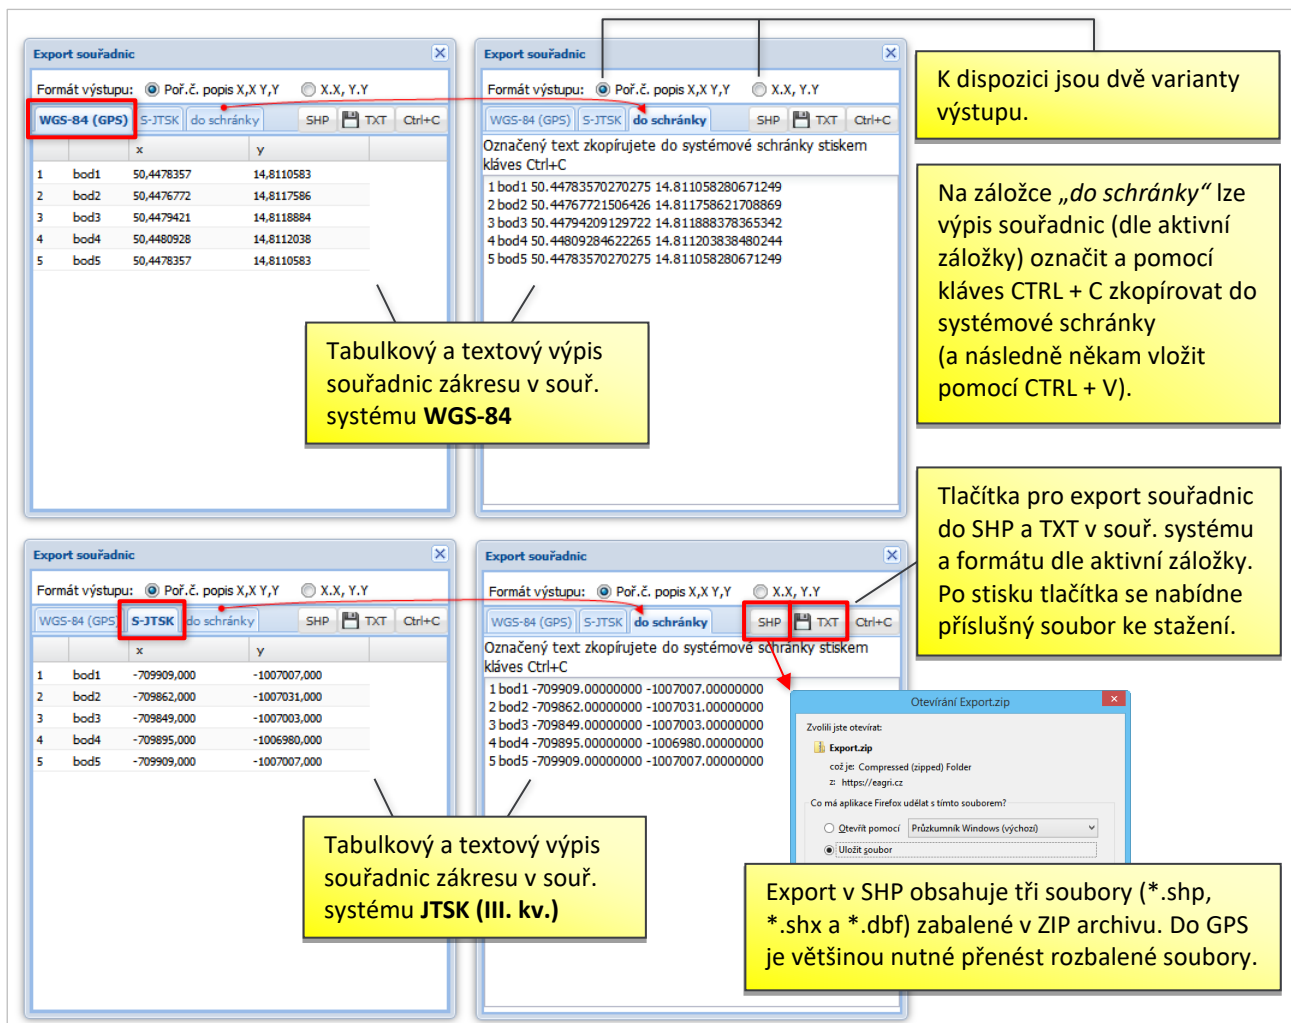 Export souřadnic
Formát výstupu: Poř.č. popis X,X Y,Y X.X, Y.Y
WGS-84 (GPS) S-JTSK do schránky SHP TXT Ctrl+C
x y
1 bod1 50,4478357 14,8110583
2 bod2 50,4476772 14,8117586
3 bod3 50,4479421 14,8118884
4 bod4 50,4480928 14,8112038
5 bod5 50,4478357 14,8110583
Export souřadnic
Formát výstupu: Poř.č. popis X,X Y,Y X.X, Y.Y
WGS-84 (GPS) S-JTSK do schránky SHP TXT Ctrl+C
Označený text zkopírujete do systémové schránky stiskem
kláves Ctrl+C
1 bod1 50.44783570270275 14.811058280671249
2 bod2 50.44767721506426 14.811758621708869
3 bod3 50.44794209129722 14.811888378365342
4 bod4 50.44809284622265 14.811203838480244
5 bod5 50.44783570270275 14.811058280671249
K dispozici jsou dvě varianty
výstupu.
Na záložce „do schránky“ lze
výpis souřadnic (dle aktivní
záložky) označit a pomocí
kláves CTRL + C zkopírovat do
systémové schránky
(a následně někam vložit
pomocí CTRL + V).
Tabulkový a textový výpis
souřadnic zákresu v souř.
systému WGS-84
Tlačítka pro export souřadnic
do SHP a TXT v souř. systému
a formátu dle aktivní záložky.
Po stisku tlačítka se nabídne
příslušný soubor ke stažení.
Export souřadnic
Formát výstupu: Poř.č. popis X,X Y,Y X.X, Y.Y
WGS-84 (GPS) S-JTSK do schránky SHP TXT Ctrl+C
x y
1 bod1 -709909,000 -1007007,000
2 bod2 -709862,000 -1007031,000
3 bod3 -709849,000 -1007003,000
4 bod4 -709895,000 -1006980,000
5 bod5 -709909,000 -1007007,000
Export souřadnic
Formát výstupu: Poř.č. popis X,X Y,Y X.X, Y.Y
WGS-84 (GPS) S-JTSK do schránky SHP TXT Ctrl+C
Označený text zkopírujete do systémové schránky stiskem
kláves Ctrl+C
1 bod1 -709909.00000000 -1007007.00000000
2 bod2 -709862.00000000 -1007031.00000000
3 bod3 -709849.00000000 -1007003.00000000
4 bod4 -709895.00000000 -1006980.00000000
5 bod5 -709909.00000000 -1007007.00000000
Otevírání Export.zip
Zvolili jste otevírat:
Export.zip
což je: Compressed (zipped) Folder
z: https://eagri.cz
Co má aplikace Firefox udělat s tímto souborem?
Otevřít pomocí Průzkumník Windows (výchozí)
Uložit soubor
Tabulkový a textový výpis
souřadnic zákresu v souř.
systému JTSK (III. kv.)
Export v SHP obsahuje tři soubory (*.shp,
*.shx a *.dbf) zabalené v ZIP archivu. Do GPS
je většinou nutné přenést rozbalené soubory.